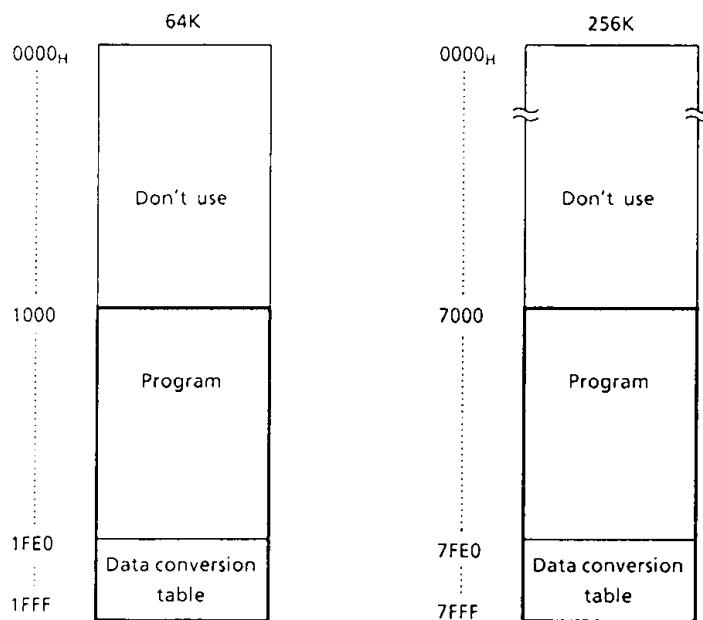 64K
0000H
Don't use
1000
Program
1FE0
Data conversion
table
1FFF
256K
0000H
Don't use
7000
Program
7FE0
Data conversion
table
7FFF